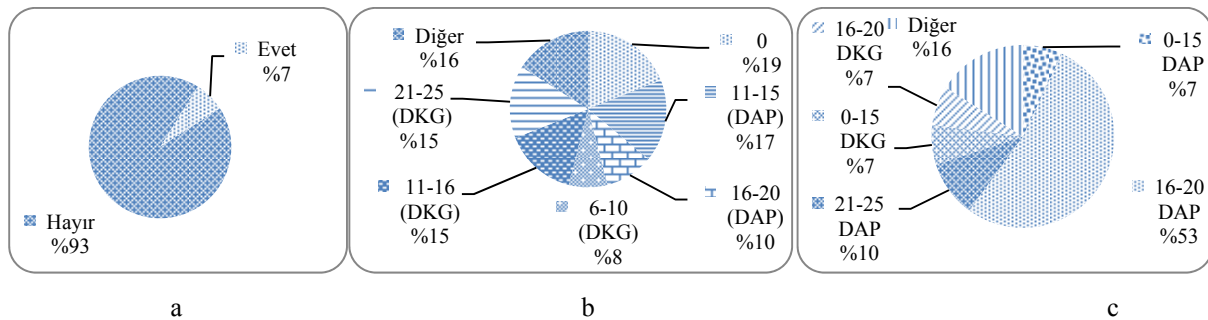 Evet
%7
Hayır
%93
a
Diğer
%16
0
%19
11-15
(DAP)
%17
16-20
(DAP)
%10
6-10
(DKG)
%8
11-16
(DKG)
%15
21-25
(DKG)
%15
b
16-20
DKG
%7
Diğer
%16
0-15
DAP
%7
16-20
DAP
%53
21-25
DAP
%10
0-15
DKG
%7
c